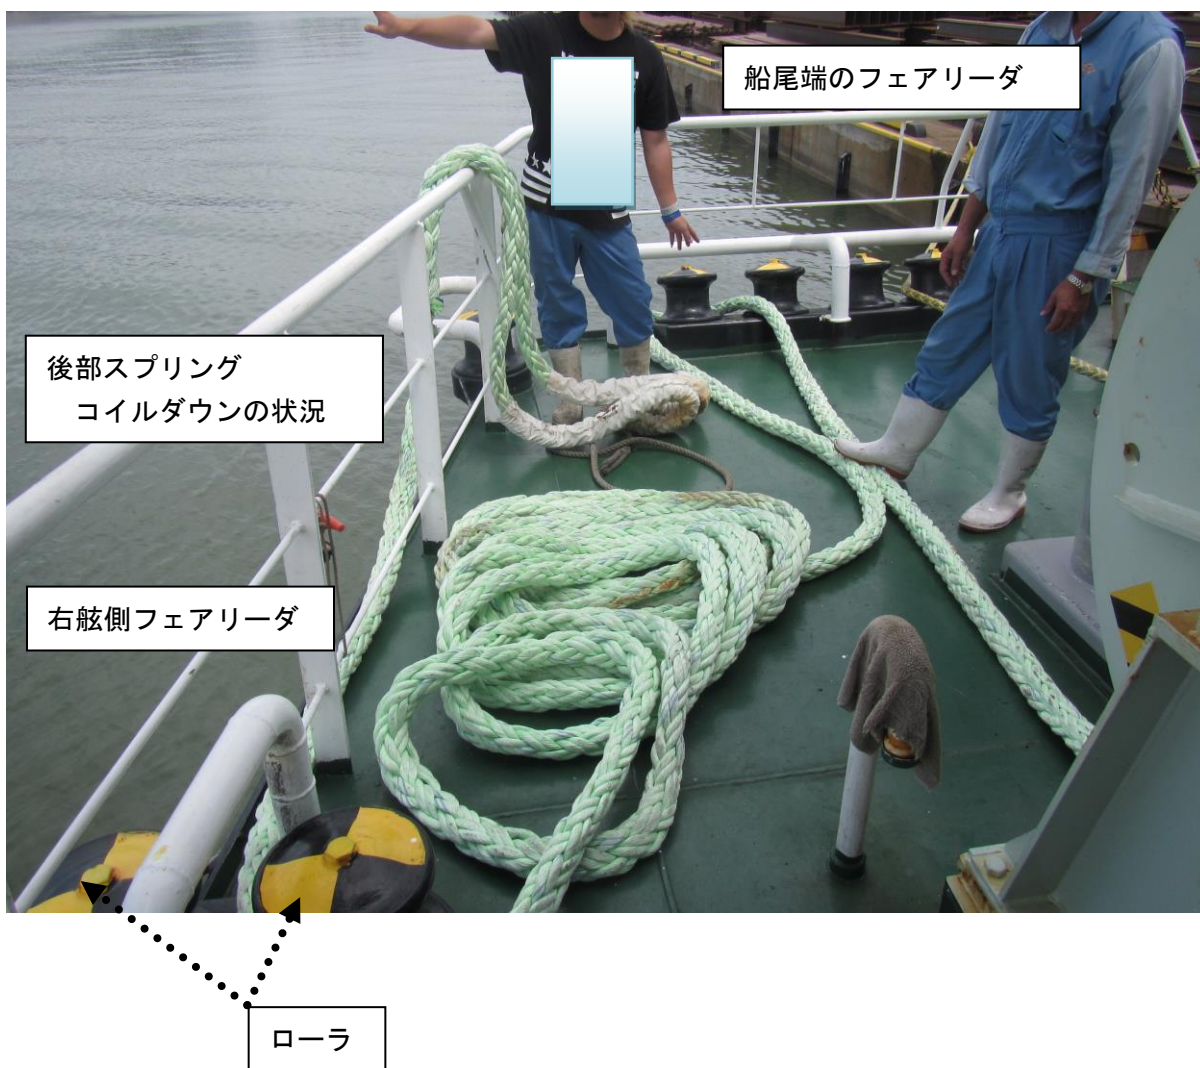 船尾端のフェアリーダ
後部スプリング
コイルダウンの状況
右舷側フェアリーダ
ローラ